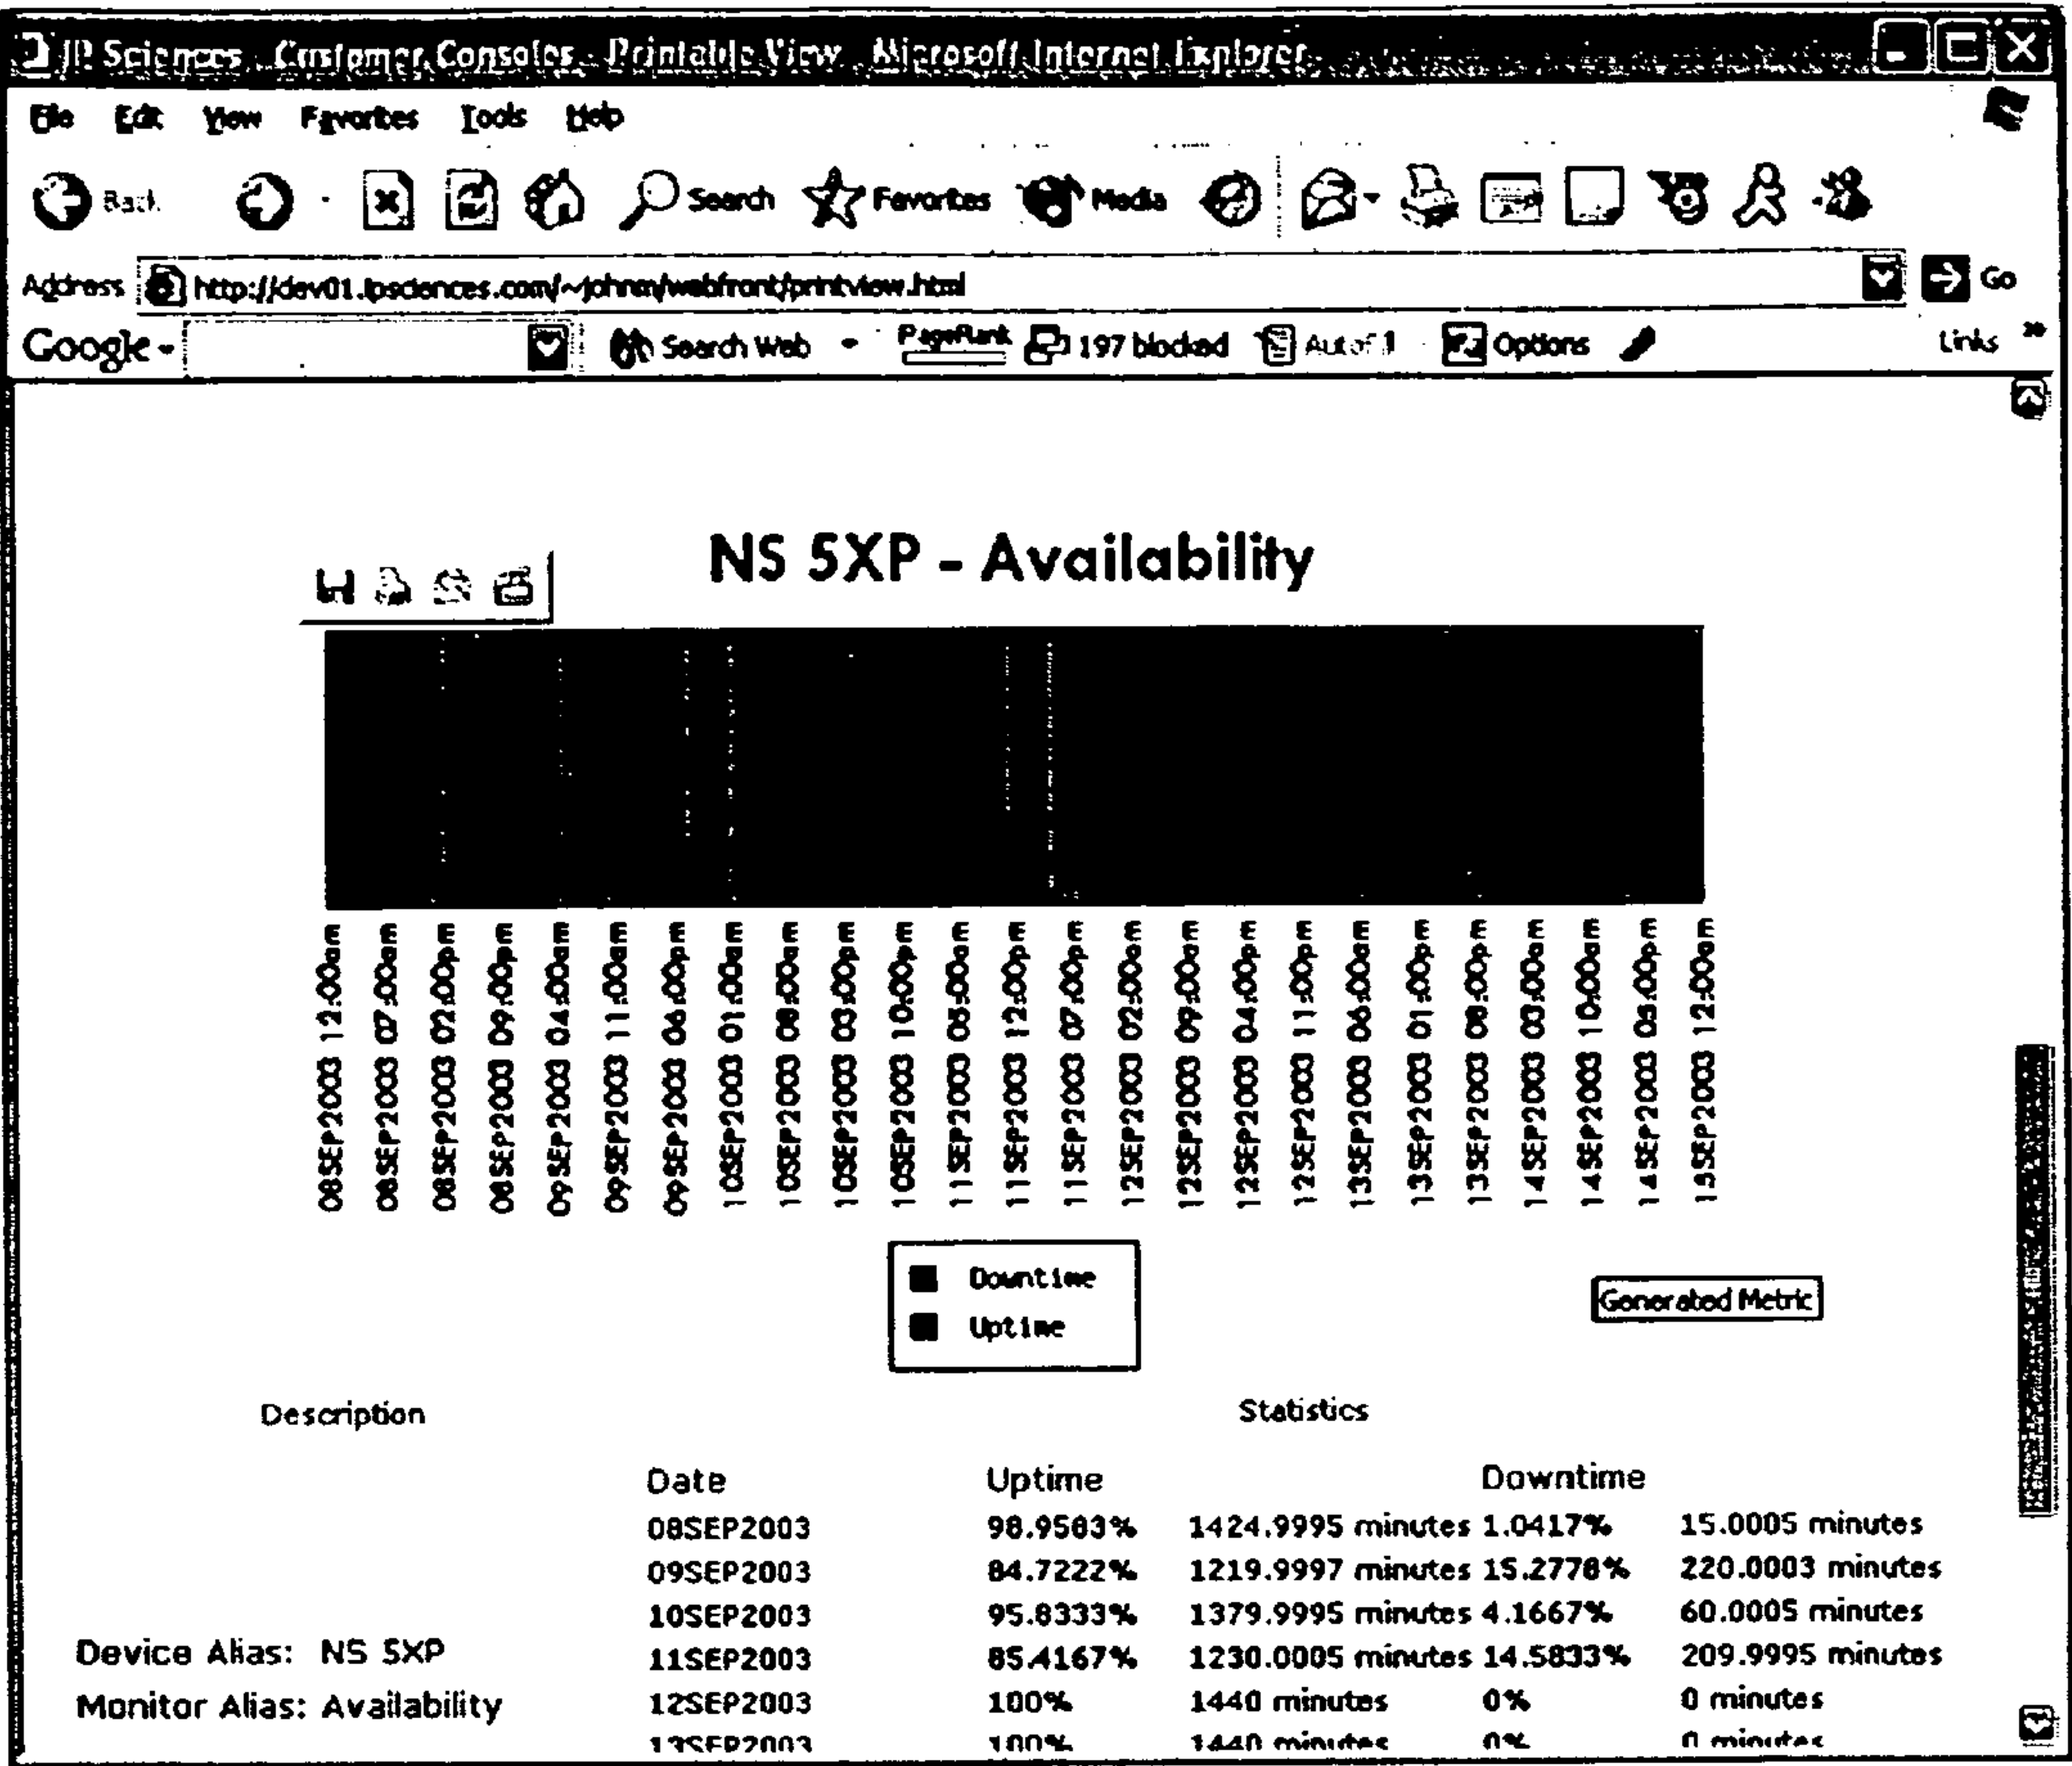 IP Sciences - Customer Consoles - Printable View - Microsoft Internet Explorer
File Edit View Favorites Tools Help
Back Search Favorites Media
Address http://dev01.ipsciences.com/~johnm/webfront/printview.html Go
Google Search Web PageRank 197 blocked AutoFill Options Links »
NS 5XP - Availability
08SEP2003 12:00am
08SEP2003 07:00am
08SEP2003 02:00pm
08SEP2003 09:00pm
09SEP2003 04:00am
09SEP2003 11:00am
09SEP2003 06:00pm
10SEP2003 01:00am
10SEP2003 08:00am
10SEP2003 03:00pm
10SEP2003 10:00pm
11SEP2003 05:00am
11SEP2003 12:00pm
11SEP2003 07:00pm
12SEP2003 02:00am
12SEP2003 09:00am
12SEP2003 04:00pm
12SEP2003 11:00pm
13SEP2003 06:00am
13SEP2003 01:00pm
13SEP2003 08:00pm
14SEP2003 03:00am
14SEP2003 10:00am
14SEP2003 05:00pm
15SEP2003 12:00am
Downtime
Uptime
Generated Metric
Description Statistics
Date Uptime Downtime
08SEP2003 98.9583% 1424.9995 minutes 1.0417% 15.0005 minutes
09SEP2003 84.7222% 1219.9997 minutes 15.2778% 220.0003 minutes
10SEP2003 95.8333% 1379.9995 minutes 4.1667% 60.0005 minutes
Device Alias: NS 5XP 11SEP2003 85.4167% 1230.0005 minutes 14.5833% 209.9995 minutes
Monitor Alias: Availability 12SEP2003 100% 1440 minutes 0% 0 minutes
13SEP2003 100% 1440 minutes 0% 0 minutes